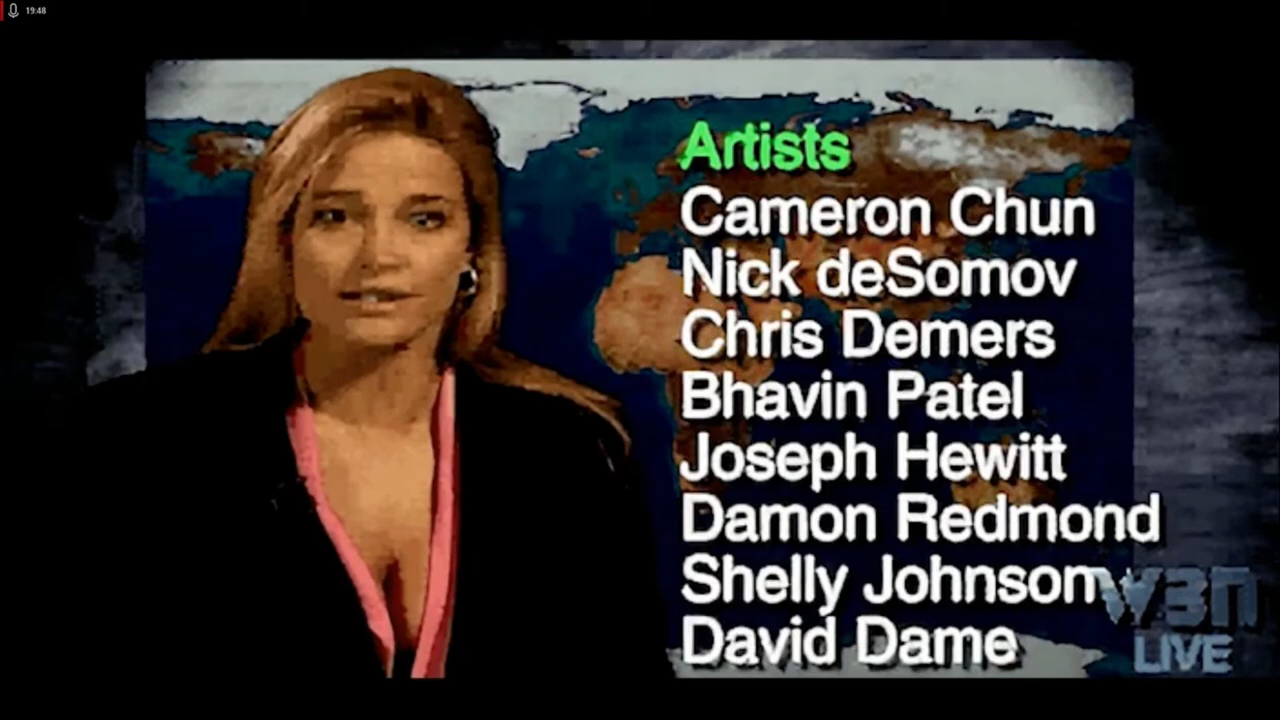 19:48
Artists
Cameron Chun
Nick deSomov
Chris Demers
Bhavin Patel
Joseph Hewitt
Damon Redmond
Shelly Johnson
David Dame
W3N
LIVE